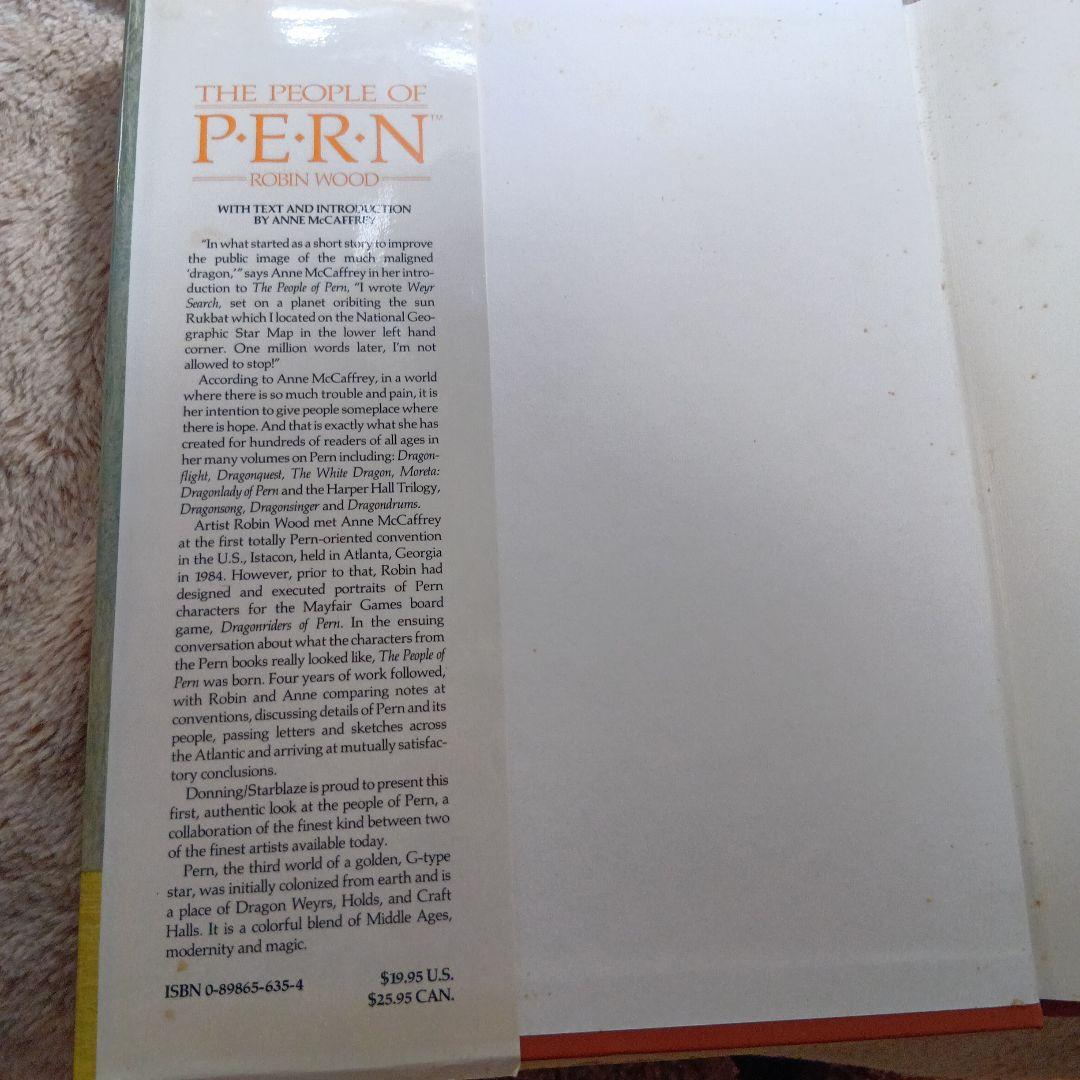 THE PEOPLE OF
P•E•R•N™
ROBIN WOOD
WITH TEXT AND INTRODUCTION
BY ANNE McCAFFREY
"In what started as a short story to improve
the public image of the much maligned
'dragon,'" says Anne McCaffrey in her intro-
duction to The People of Pern, "I wrote Weyr
Search, set on a planet oribiting the sun
Rukbat which I located on the National Geo-
graphic Star Map in the lower left hand
corner. One million words later, I'm not
allowed to stop!"
According to Anne McCaffrey, in a world
where there is so much trouble and pain, it is
her intention to give people someplace where
there is hope. And that is exactly what she has
created for hundreds of readers of all ages in
her many volumes on Pern including: Dragon-
flight, Dragonquest, The White Dragon, Moreta:
Dragonlady of Pern and the Harper Hall Trilogy,
Dragonsong, Dragonsinger and Dragondrums.
Artist Robin Wood met Anne McCaffrey
at the first totally Pern-oriented convention
in the U.S., Istacon, held in Atlanta, Georgia
in 1984. However, prior to that, Robin had
designed and executed portraits of Pern
characters for the Mayfair Games board
game, Dragonriders of Pern. In the ensuing
conversation about what the characters from
the Pern books really looked like, The People of
Pern was born. Four years of work followed,
with Robin and Anne comparing notes at
conventions, discussing details of Pern and its
people, passing letters and sketches across
the Atlantic and arriving at mutually satisfac-
tory conclusions.
Donning/Starblaze is proud to present this
first, authentic look at the people of Pern, a
collaboration of the finest kind between two
of the finest artists available today.
Pern, the third world of a golden, G-type
star, was initially colonized from earth and is
a place of Dragon Weyrs, Holds, and Craft
Halls. It is a colorful blend of Middle Ages,
modernity and magic.
ISBN 0-89865-635-4
$19.95 U.S.
$25.95 CAN.